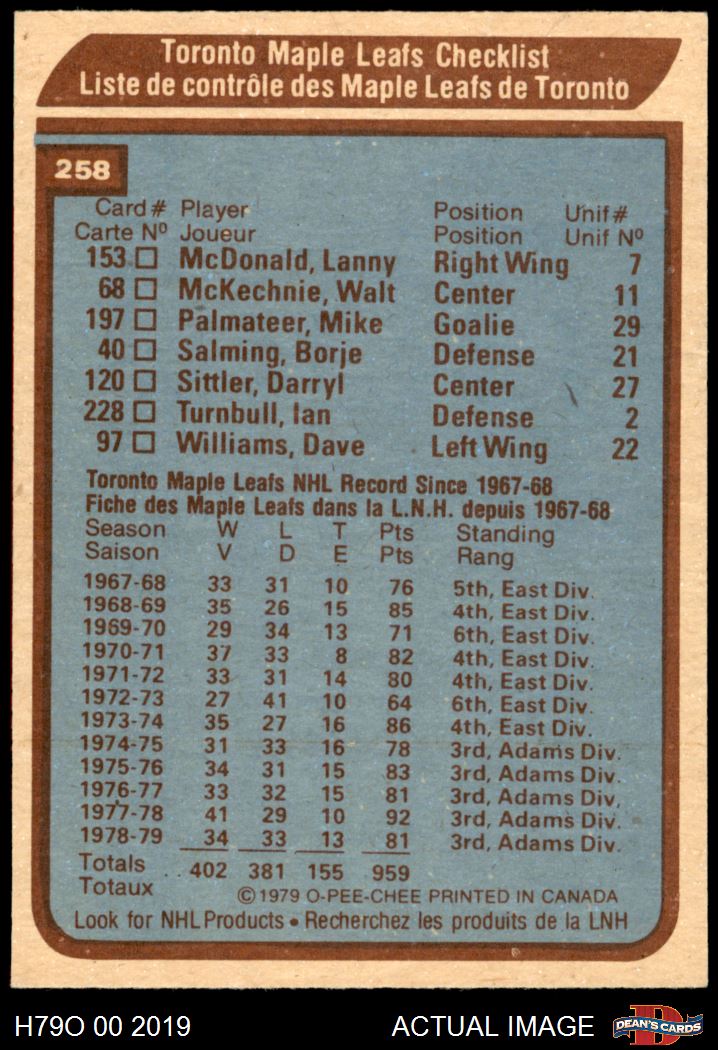 Toronto Maple Leafs Checklist
Liste de contrôle des Maple Leafs de Toronto
258
Card # Player Position Unif #
Carte Nº Joueur Position Unif Nº
153 □ McDonald, Lanny Right Wing 7
68 □ McKechnie, Walt Center 11
197 □ Palmateer, Mike Goalie 29
40 □ Salming, Borje Defense 21
120 □ Sittler, Darryl Center 27
228 □ Turnbull, Ian Defense 2
97 □ Williams, Dave Left Wing 22
Toronto Maple Leafs NHL Record Since 1967-68
Fiche des Maple Leafs dans la L.N.H. depuis 1967-68
Season W L T Pts Standing
Saison V D E Pts Rang
1967-68 33 31 10 76 5th, East Div.
1968-69 35 26 15 85 4th, East Div.
1969-70 29 34 13 71 6th, East Div.
1970-71 37 33 8 82 4th, East Div.
1971-72 33 31 14 80 4th, East Div.
1972-73 27 41 10 64 6th, East Div.
1973-74 35 27 16 86 4th, East Div.
1974-75 31 33 16 78 3rd, Adams Div.
1975-76 34 31 15 83 3rd, Adams Div.
1976-77 33 32 15 81 3rd, Adams Div.
1977-78 41 29 10 92 3rd, Adams Div.
1978-79 34 33 13 81 3rd, Adams Div.
Totals 402 381 155 959
Totaux
©1979 O-PEE-CHEE PRINTED IN CANADA
Look for NHL Products • Recherchez les produits de la LNH
H79O 00 2019 ACTUAL IMAGE D DEAN'S CARDS